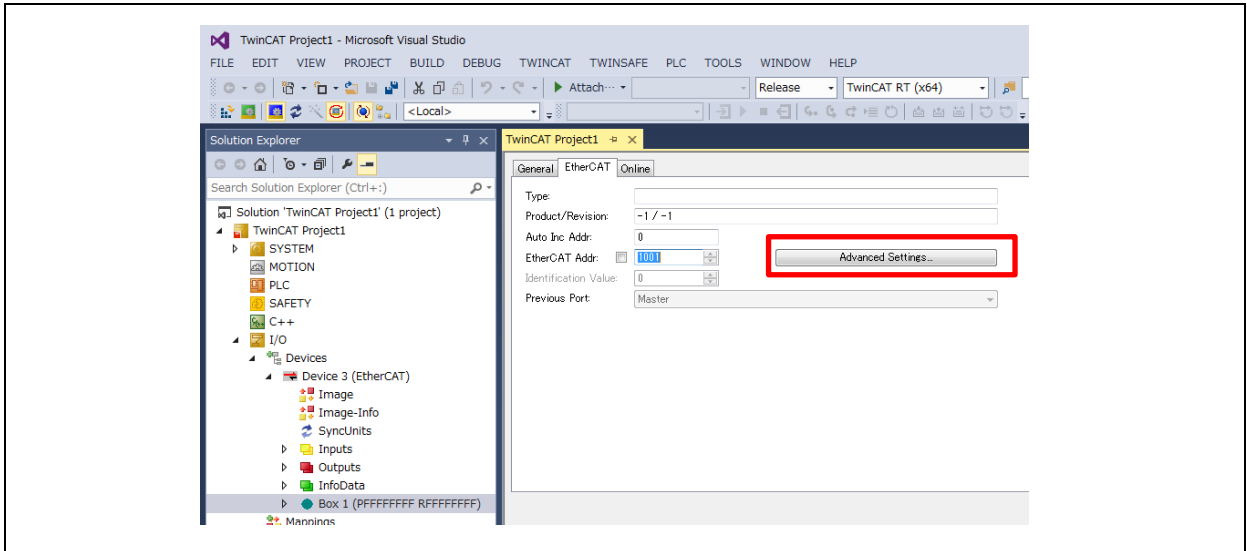 TwinCAT Project1 - Microsoft Visual Studio
FILE EDIT VIEW PROJECT BUILD DEBUG TWINCAT TWINSAFE PLC TOOLS WINDOW HELP
Attach... Release TwinCAT RT (x64)
<Local>
Solution Explorer
TwinCAT Project1
Search Solution Explorer (Ctrl+:)
Solution 'TwinCAT Project1' (1 project)
TwinCAT Project1
SYSTEM
MOTION
PLC
SAFETY
C++
I/O
Devices
Device 3 (EtherCAT)
Image
Image-Info
SyncUnits
Inputs
Outputs
InfoData
Box 1 (PFFFFFFFF RFFFFFFFF)
Mappings
General EtherCAT Online
Type:
Product/Revision: -1 / -1
Auto Inc Addr: 0
EtherCAT Addr: 1001 Advanced Settings...
Identification Value: 0
Previous Port: Master